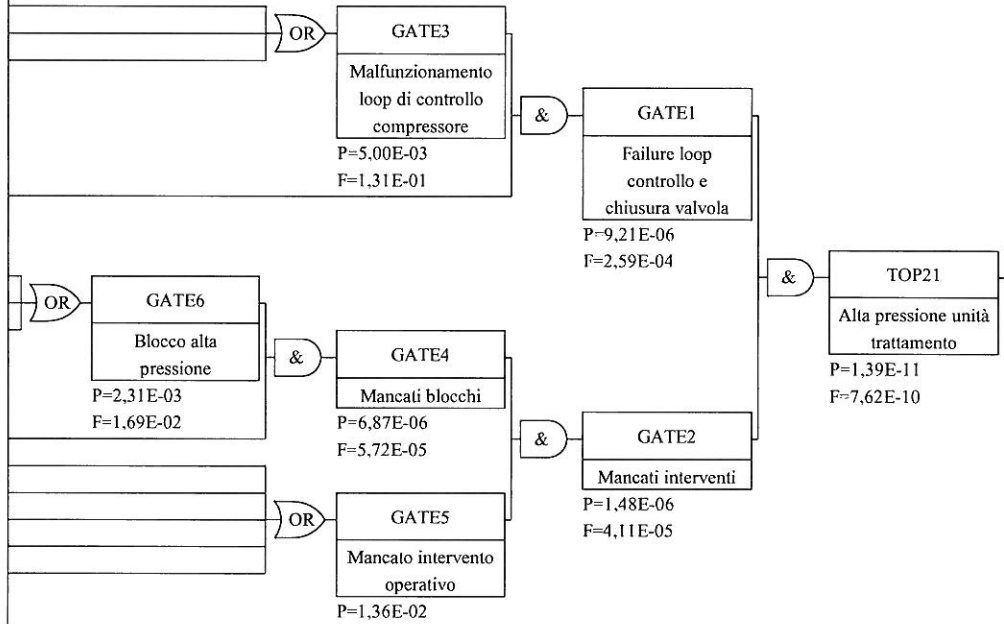 OR
GATE3
Malfunzionamento
loop di controllo
compressore
P=5,00E-03
F=1,31E-01
&
GATE1
Failure loop
controllo e
chiusura valvola
P=9,21E-06
F=2,59E-04
OR
GATE6
Blocco alta
pressione
P=2,31E-03
F=1,69E-02
&
GATE4
Mancati blocchi
P=6,87E-06
F=5,72E-05
OR
GATE5
Mancato intervento
operativo
P=1,36E-02
&
GATE2
Mancati interventi
P=1,48E-06
F=4,11E-05
&
TOP21
Alta pressione unità
trattamento
P=1,39E-11
F=7,62E-10